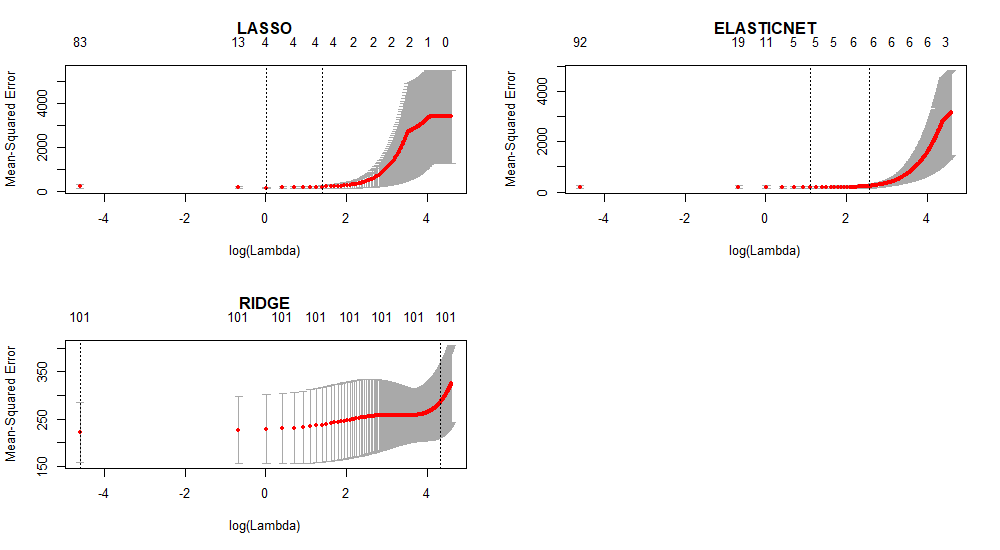 LASSO
83 13 4 4 4 4 2 2 2 2 1 0
Mean-Squared Error
0 2000 4000
-4 -2 0 2 4
log(Lambda)
ELASTICNET
92 19 11 5 5 5 6 6 6 6 6 3
Mean-Squared Error
0 2000 4000
-4 -2 0 2 4
log(Lambda)
RIDGE
101 101 101 101 101 101 101 101
Mean-Squared Error
150 250 350
-4 -2 0 2 4
log(Lambda)